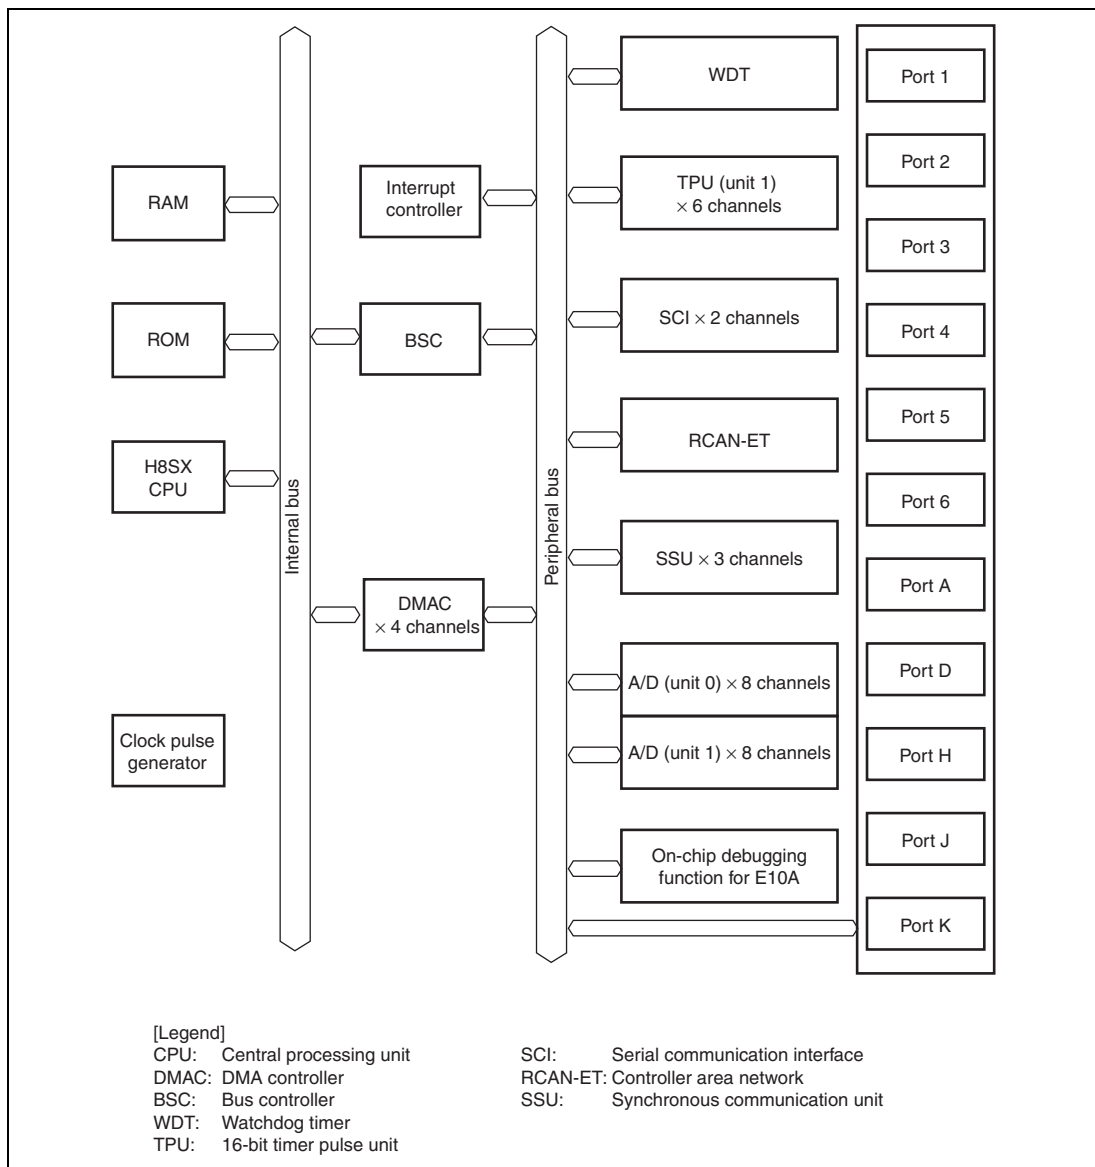 RAM
ROM
H8SX
CPU
Clock pulse
generator
Internal bus
Interrupt
controller
BSC
DMAC
× 4 channels
Peripheral bus
WDT
TPU (unit 1)
× 6 channels
SCI × 2 channels
RCAN-ET
SSU × 3 channels
A/D (unit 0) × 8 channels
A/D (unit 1) × 8 channels
On-chip debugging
function for E10A
Port 1
Port 2
Port 3
Port 4
Port 5
Port 6
Port A
Port D
Port H
Port J
Port K
[Legend]
CPU: Central processing unit
DMAC: DMA controller
BSC: Bus controller
WDT: Watchdog timer
TPU: 16-bit timer pulse unit
SCI: Serial communication interface
RCAN-ET: Controller area network
SSU: Synchronous communication unit